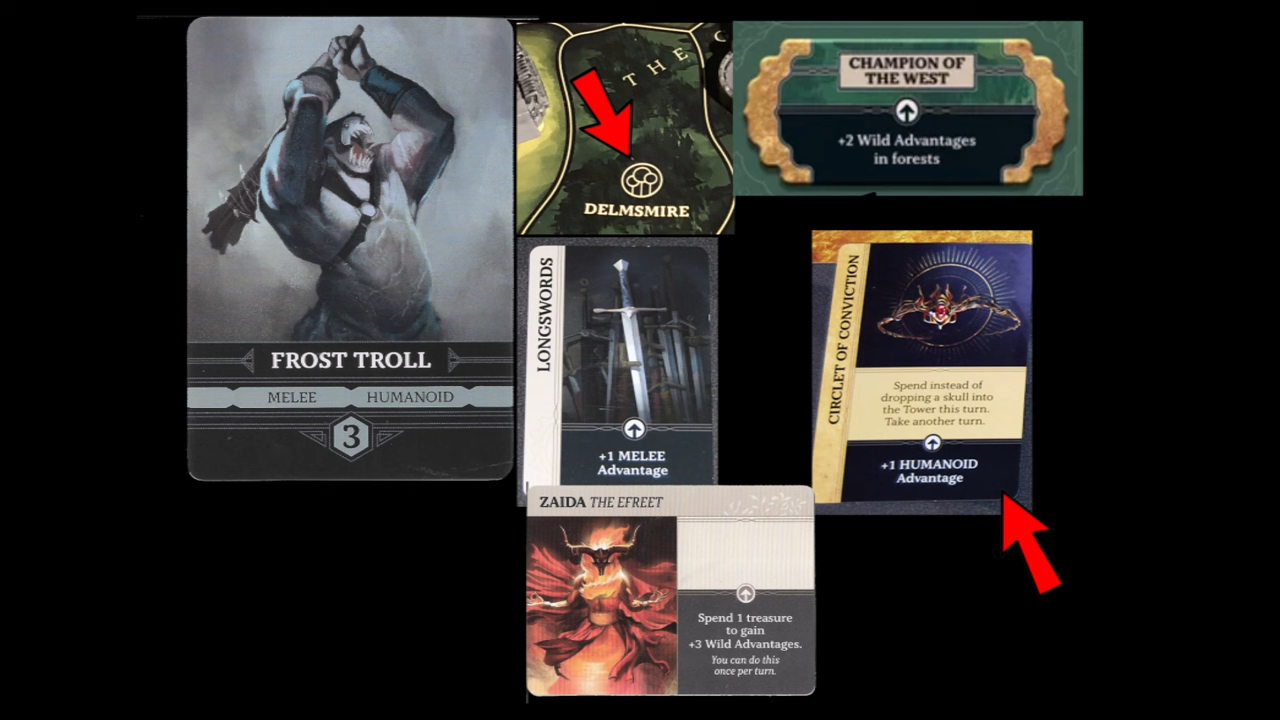 FROST TROLL
MELEE HUMANOID
3
THE
DELMSMIRE
CHAMPION OF
THE WEST
+2 Wild Advantages
in forests
LONGSWORDS
+1 MELEE
Advantage
CIRCLET OF CONVICTION
Spend instead of
dropping a skull into
the Tower this turn.
Take another turn.
+1 HUMANOID
Advantage
ZAIDA THE EFREET
Spend 1 treasure
to gain
+3 Wild Advantages.
You can do this
once per turn.